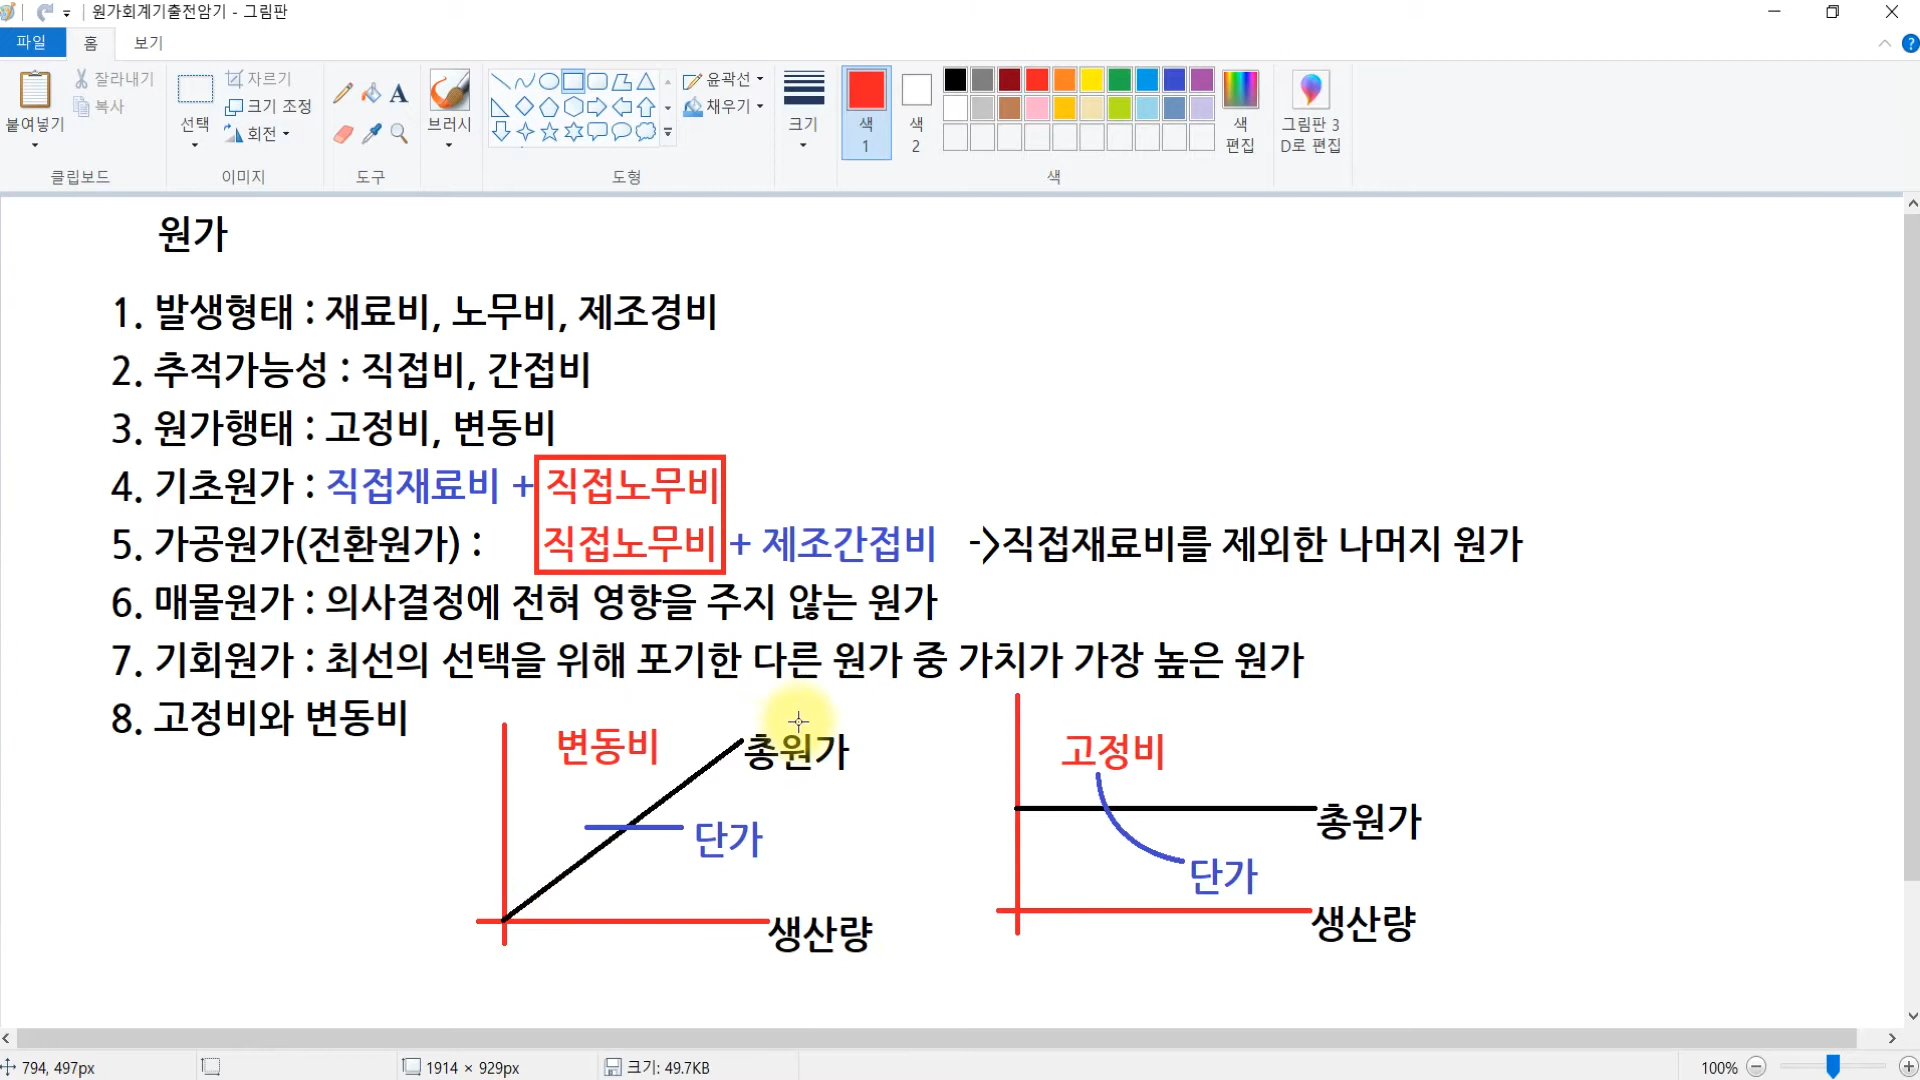 원가회계기출전암기 - 그림판
파일 홈 보기
붙여넣기 잘라내기 복사 선택 자르기 크기 조정 회전 A 브러시 윤곽선 채우기 크기 색 1 색 2 색 편집 그림판 3D로 편집
클립보드 이미지 도구 도형 색
원가
1. 발생형태 : 재료비, 노무비, 제조경비
2. 추적가능성 : 직접비, 간접비
3. 원가행태 : 고정비, 변동비
4. 기초원가 : 직접재료비 + 직접노무비
5. 가공원가(전환원가) : 직접노무비 + 제조간접비 ->직접재료비를 제외한 나머지 원가
6. 매몰원가 : 의사결정에 전혀 영향을 주지 않는 원가
7. 기회원가 : 최선의 선택을 위해 포기한 다른 원가 중 가치가 가장 높은 원가
8. 고정비와 변동비
변동비 총원가 고정비
단가 총원가
단가
생산량 생산량
794, 497px 1914 × 929px 크기: 49.7KB 100%